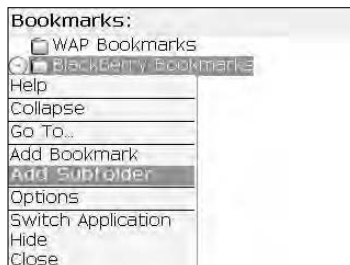 Bookmarks:
WAP Bookmarks
BlackBerry Bookmarks
Help
Collapse
Go To..
Add Bookmark
Add Subfolder
Options
Switch Application
Hide
Close